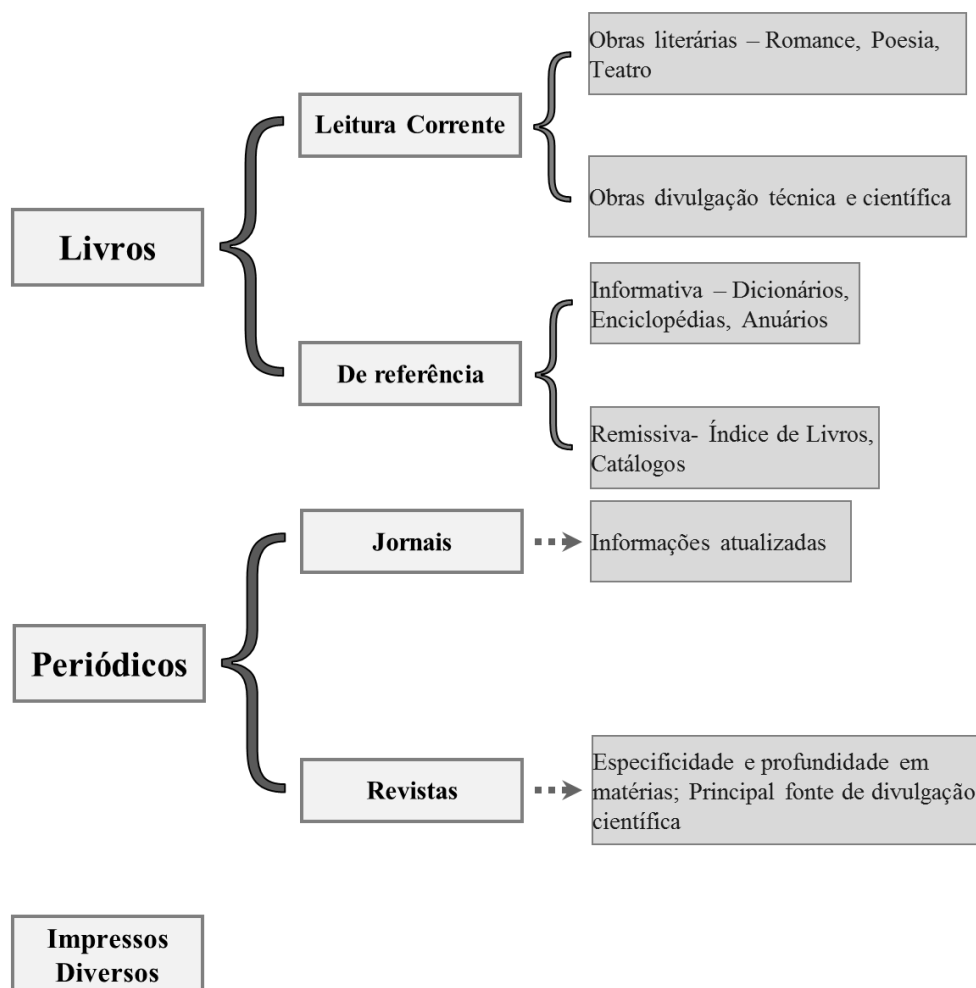 Livros
Leitura Corrente
Obras literárias – Romance, Poesia,
Teatro
Obras divulgação técnica e científica
De referência
Informativa – Dicionários,
Enciclopédias, Anuários
Remissiva- Índice de Livros,
Catálogos
Periódicos
Jornais
Informações atualizadas
Revistas
Especificidade e profundidade em
matérias; Principal fonte de divulgação
científica
Impressos
Diversos